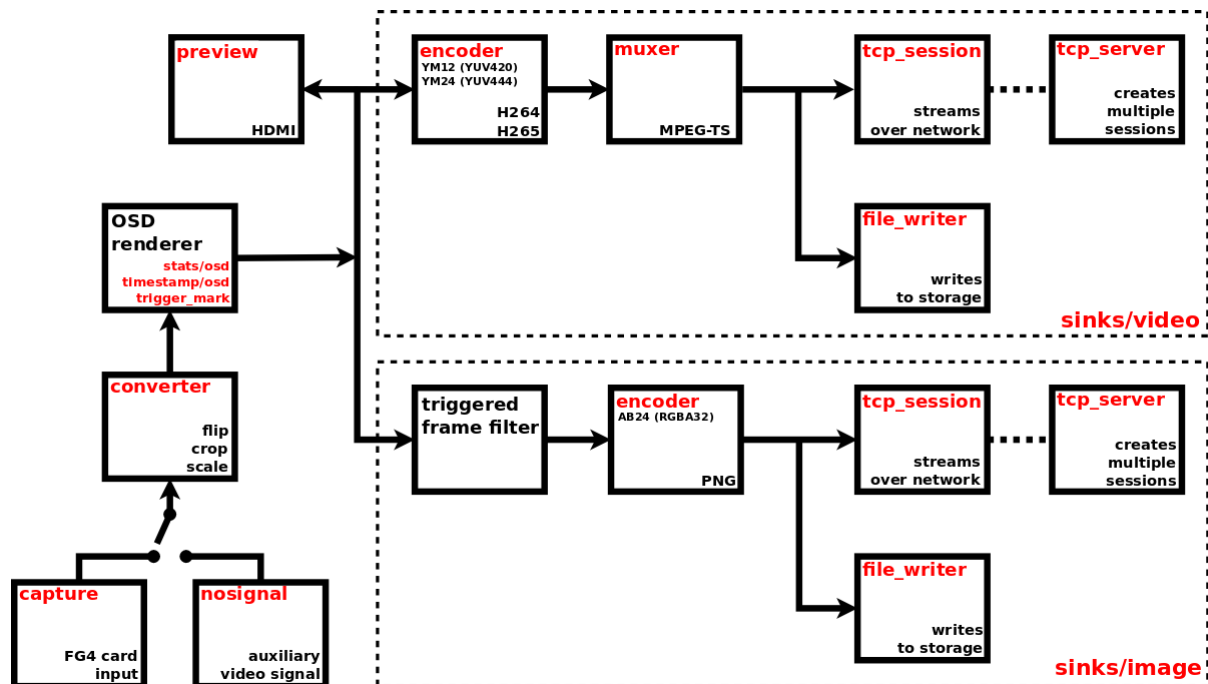 preview
HDMI
encoder
YM12 (YUV420)
YM24 (YUV444)
H264
H265
muxer
MPEG-TS
tcp_session
streams
over network
tcp_server
creates
multiple
sessions
file_writer
writes
to storage
sinks/video
OSD
renderer
stats/osd
timestamp/osd
trigger_mark
converter
flip
crop
scale
capture
FG4 card
input
nosignal
auxiliary
video signal
triggered
frame filter
encoder
AB24 (RGBA32)
PNG
tcp_session
streams
over network
tcp_server
creates
multiple
sessions
file_writer
writes
to storage
sinks/image